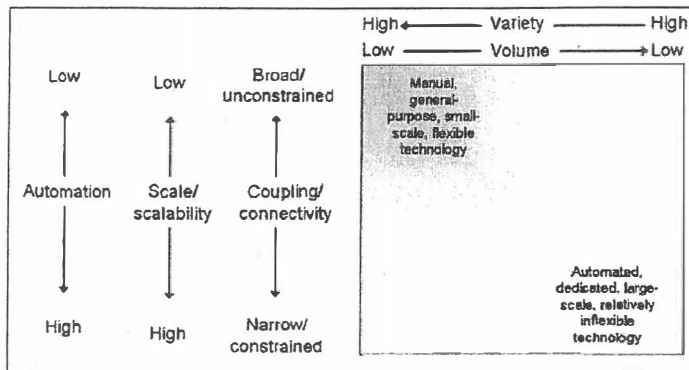 High Variety High
Low Volume Low
Low Low Broad/
unconstrained
Automation Scale/
scalability Coupling/
connectivity
High High Narrow/
constrained
Manual,
general-
purpose, small-
scale, flexible
technology
Automated,
dedicated. large-
scale, relatively
inflexible
technology